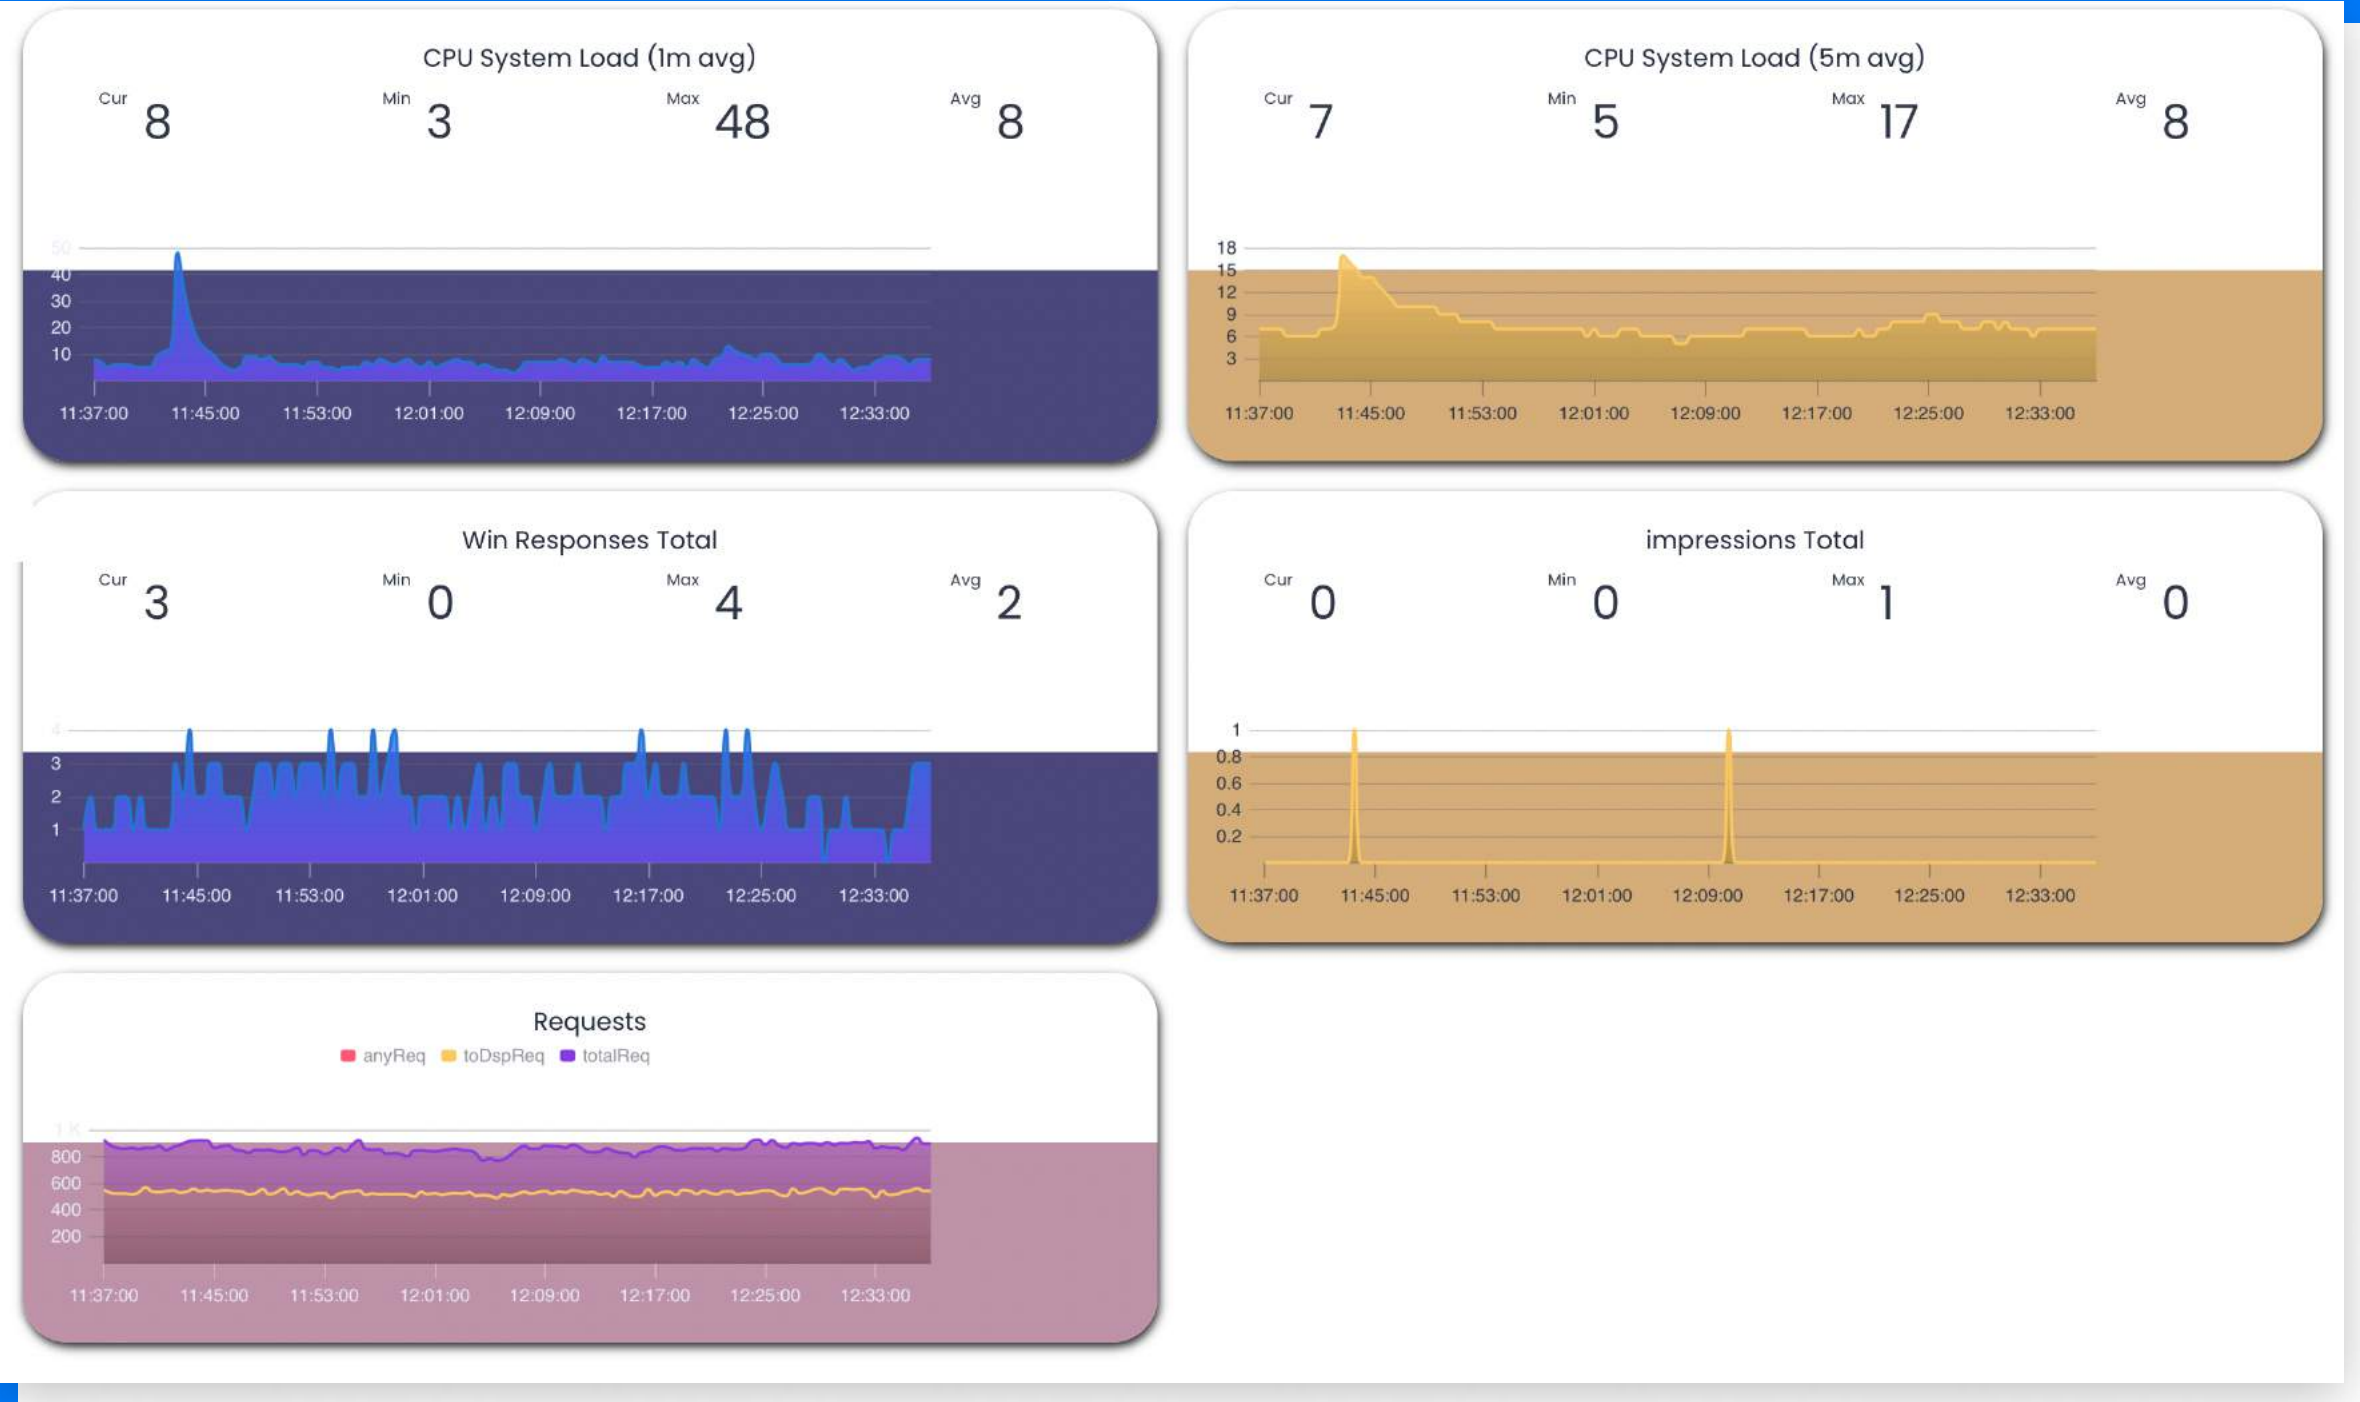 CPU System Load (1m avg)
Cur 8 Min 3 Max 48 Avg 8
50
40
30
20
10
11:37:00 11:45:00 11:53:00 12:01:00 12:09:00 12:17:00 12:25:00 12:33:00
CPU System Load (5m avg)
Cur 7 Min 5 Max 17 Avg 8
18
15
12
9
6
3
11:37:00 11:45:00 11:53:00 12:01:00 12:09:00 12:17:00 12:25:00 12:33:00
Win Responses Total
Cur 3 Min 0 Max 4 Avg 2
4
3
2
1
11:37:00 11:45:00 11:53:00 12:01:00 12:09:00 12:17:00 12:25:00 12:33:00
impressions Total
Cur 0 Min 0 Max 1 Avg 0
1
0.8
0.6
0.4
0.2
11:37:00 11:45:00 11:53:00 12:01:00 12:09:00 12:17:00 12:25:00 12:33:00
Requests
anyReq toDspReq totalReq
1 K
800
600
400
200
11:37:00 11:45:00 11:53:00 12:01:00 12:09:00 12:17:00 12:25:00 12:33:00